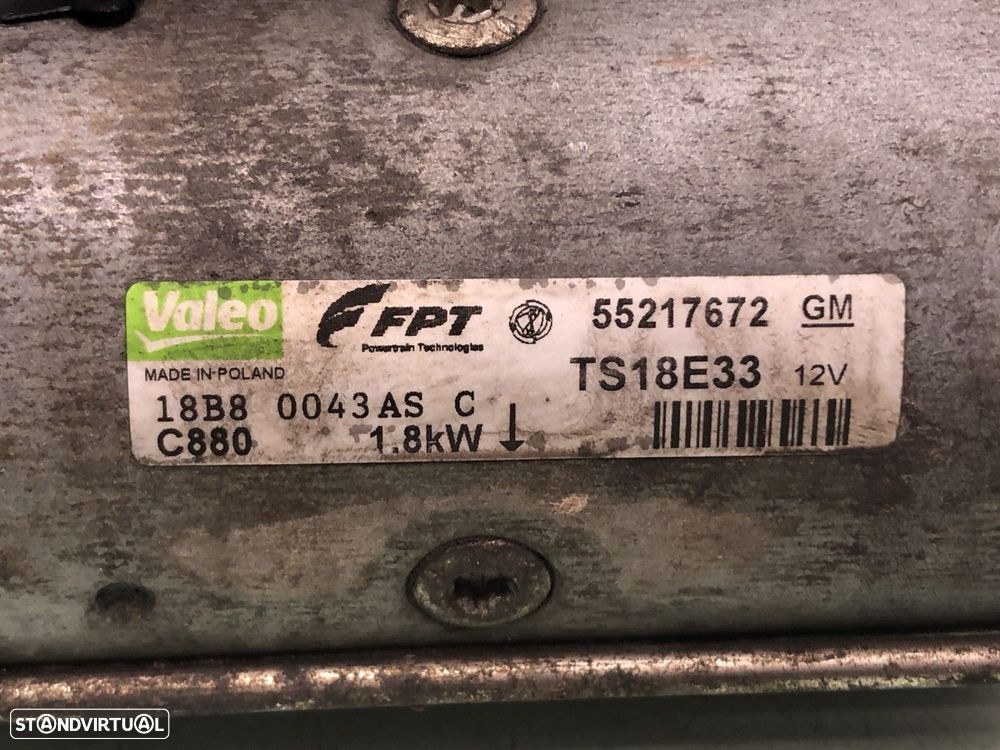 Valeo FPT 55217672 GM
Powertrain Technologies
MADE IN POLAND TS18E33 12V
18B8 0043AS C
C880 1.8kW ↓
STANDVIRTUAL